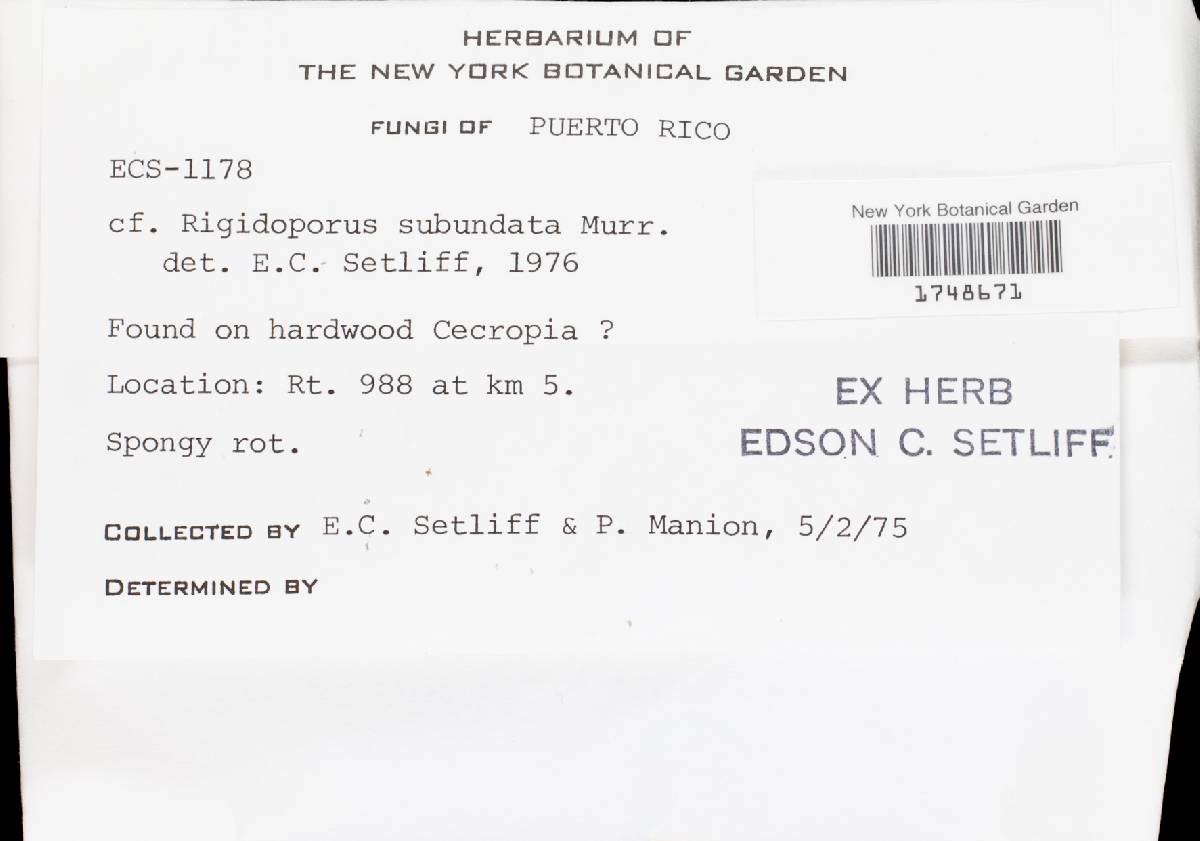 HERBARIUM OF
THE NEW YORK BOTANICAL GARDEN
FUNGI OF PUERTO RICO
ECS-1178
cf. Rigidoporus subundata Murr.
det. E.C. Setliff, 1976
New York Botanical Garden
1748671
Found on hardwood Cecropia ?
Location: Rt. 988 at km 5.
Spongy rot.
EX HERB
EDSON C. SETLIFF.
COLLECTED BY E.C. Setliff & P. Manion, 5/2/75
DETERMINED BY